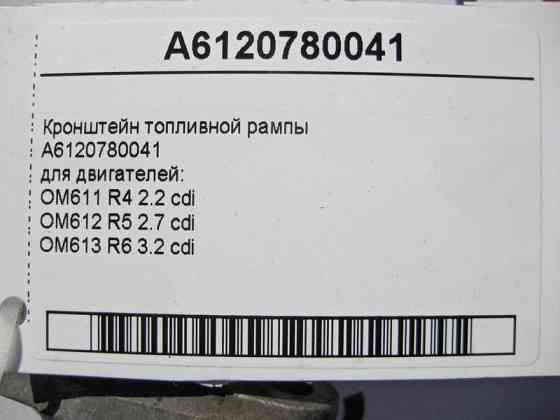 A6120780041
Кронштейн топливной рампы
A6120780041
для двигателей:
OM611 R4 2.2 cdi
OM612 R5 2.7 cdi
OM613 R6 3.2 cdi